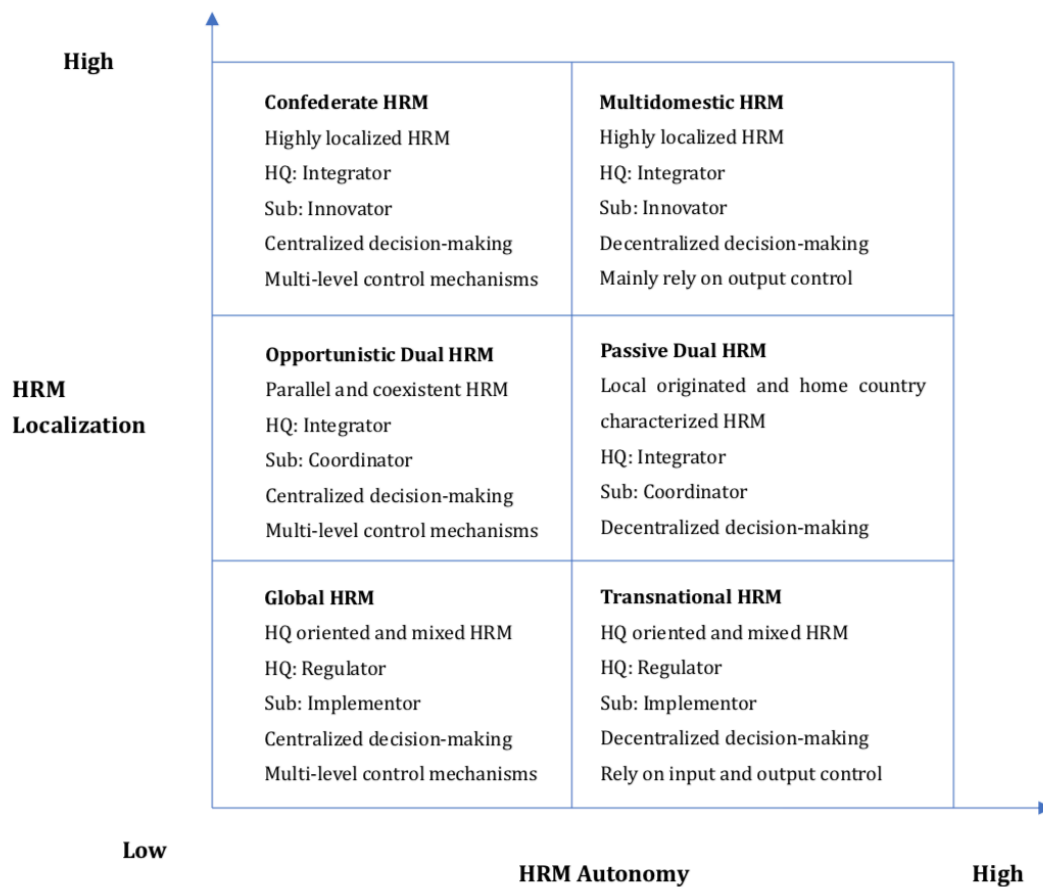 High
Confederate HRM
Highly localized HRM
HQ: Integrator
Sub: Innovator
Centralized decision-making
Multi-level control mechanisms
Multidomestic HRM
Highly localized HRM
HQ: Integrator
Sub: Innovator
Decentralized decision-making
Mainly rely on output control
HRM
Localization
Opportunistic Dual HRM
Parallel and coexistent HRM
HQ: Integrator
Sub: Coordinator
Centralized decision-making
Multi-level control mechanisms
Passive Dual HRM
Local originated and home country
characterized HRM
HQ: Integrator
Sub: Coordinator
Decentralized decision-making
Global HRM
HQ oriented and mixed HRM
HQ: Regulator
Sub: Implementor
Centralized decision-making
Multi-level control mechanisms
Transnational HRM
HQ oriented and mixed HRM
HQ: Regulator
Sub: Implementor
Decentralized decision-making
Rely on input and output control
Low
HRM Autonomy
High